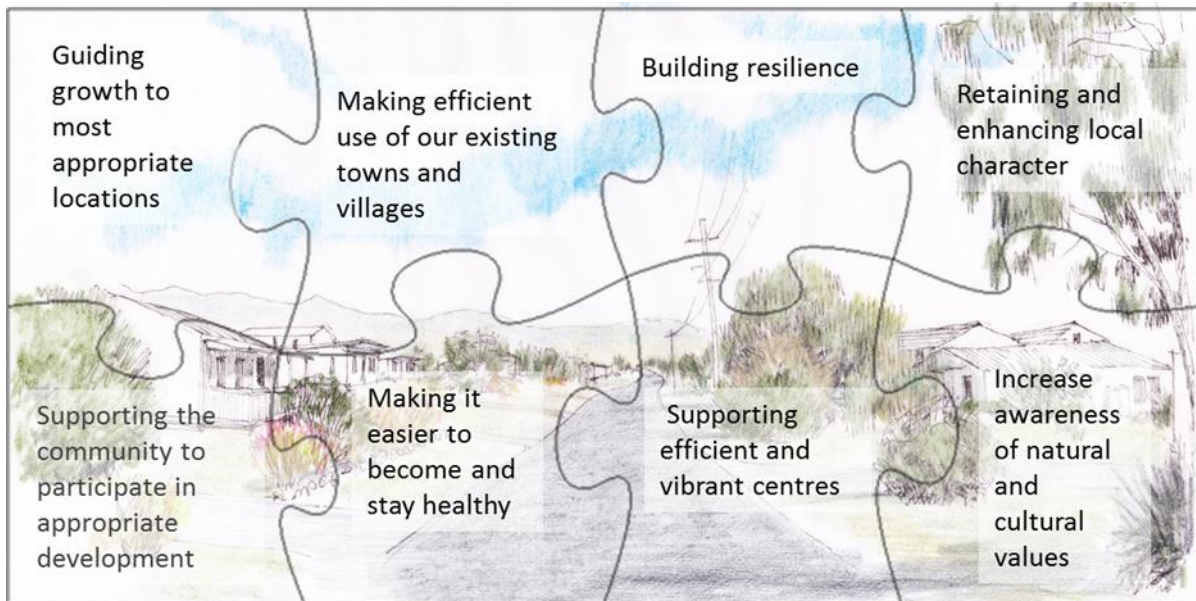 Guiding
growth to
most
appropriate
locations
Making efficient
use of our existing
towns and
villages
Building resilience
Retaining and
enhancing local
character
Supporting the
community to
participate in
appropriate
development
Making it
easier to
become and
stay healthy
Supporting
efficient and
vibrant centres
Increase
awareness
of natural
and
cultural
values